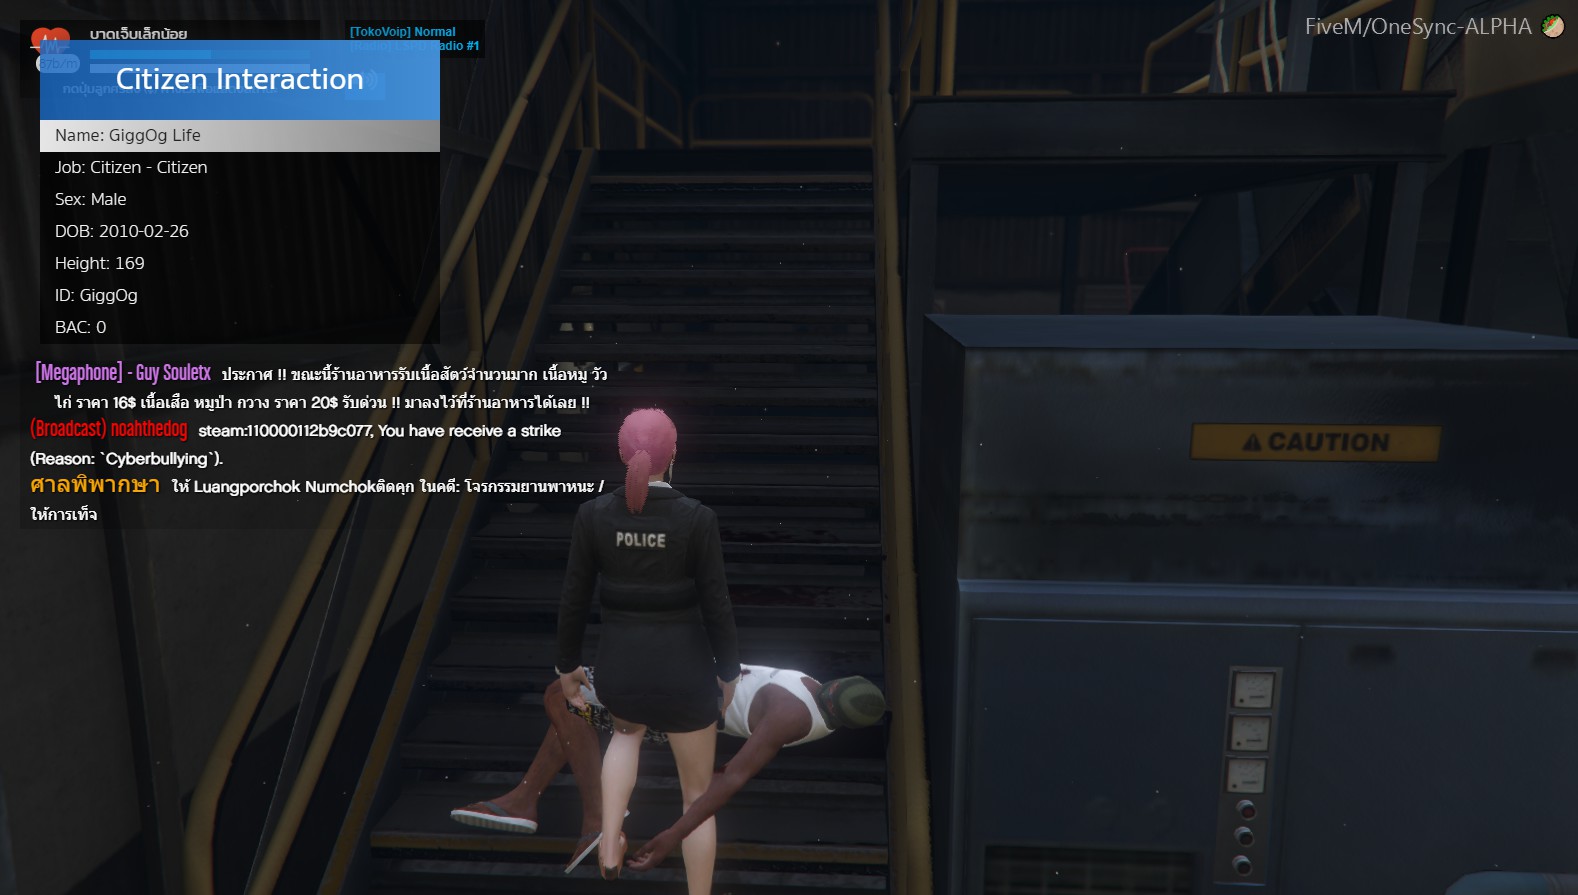 บาดเจ็บเล็กน้อย
[TokoVoip] Normal
[Radio] LSPD Radio #1
FiveM/OneSync-ALPHA
87b/m
Citizen Interaction
Name: GiggOg Life
Job: Citizen - Citizen
Sex: Male
DOB: 2010-02-26
Height: 169
ID: GiggOg
BAC: 0
[Megaphone] - Guy Souletx ประกาศ !! ขณะนี้ร้านอาหารรับเนื้อสัตว์จำนวนมาก เนื้อหมู วัว
ไก่ ราคา 16$ เนื้อเสือ หมูป่า กวาง ราคา 20$ รับด่วน !! มาลงไว้ที่ร้านอาหารได้เลย !!
(Broadcast) noahthedog steam:110000112b9c077, You have receive a strike
(Reason: `Cyberbullying`).
ศาลพิพากษา ให้ Luangporchok Numchokติดคุก ในคดี: โจรกรรมยานพาหนะ /
ให้การเท็จ
POLICE
CAUTION